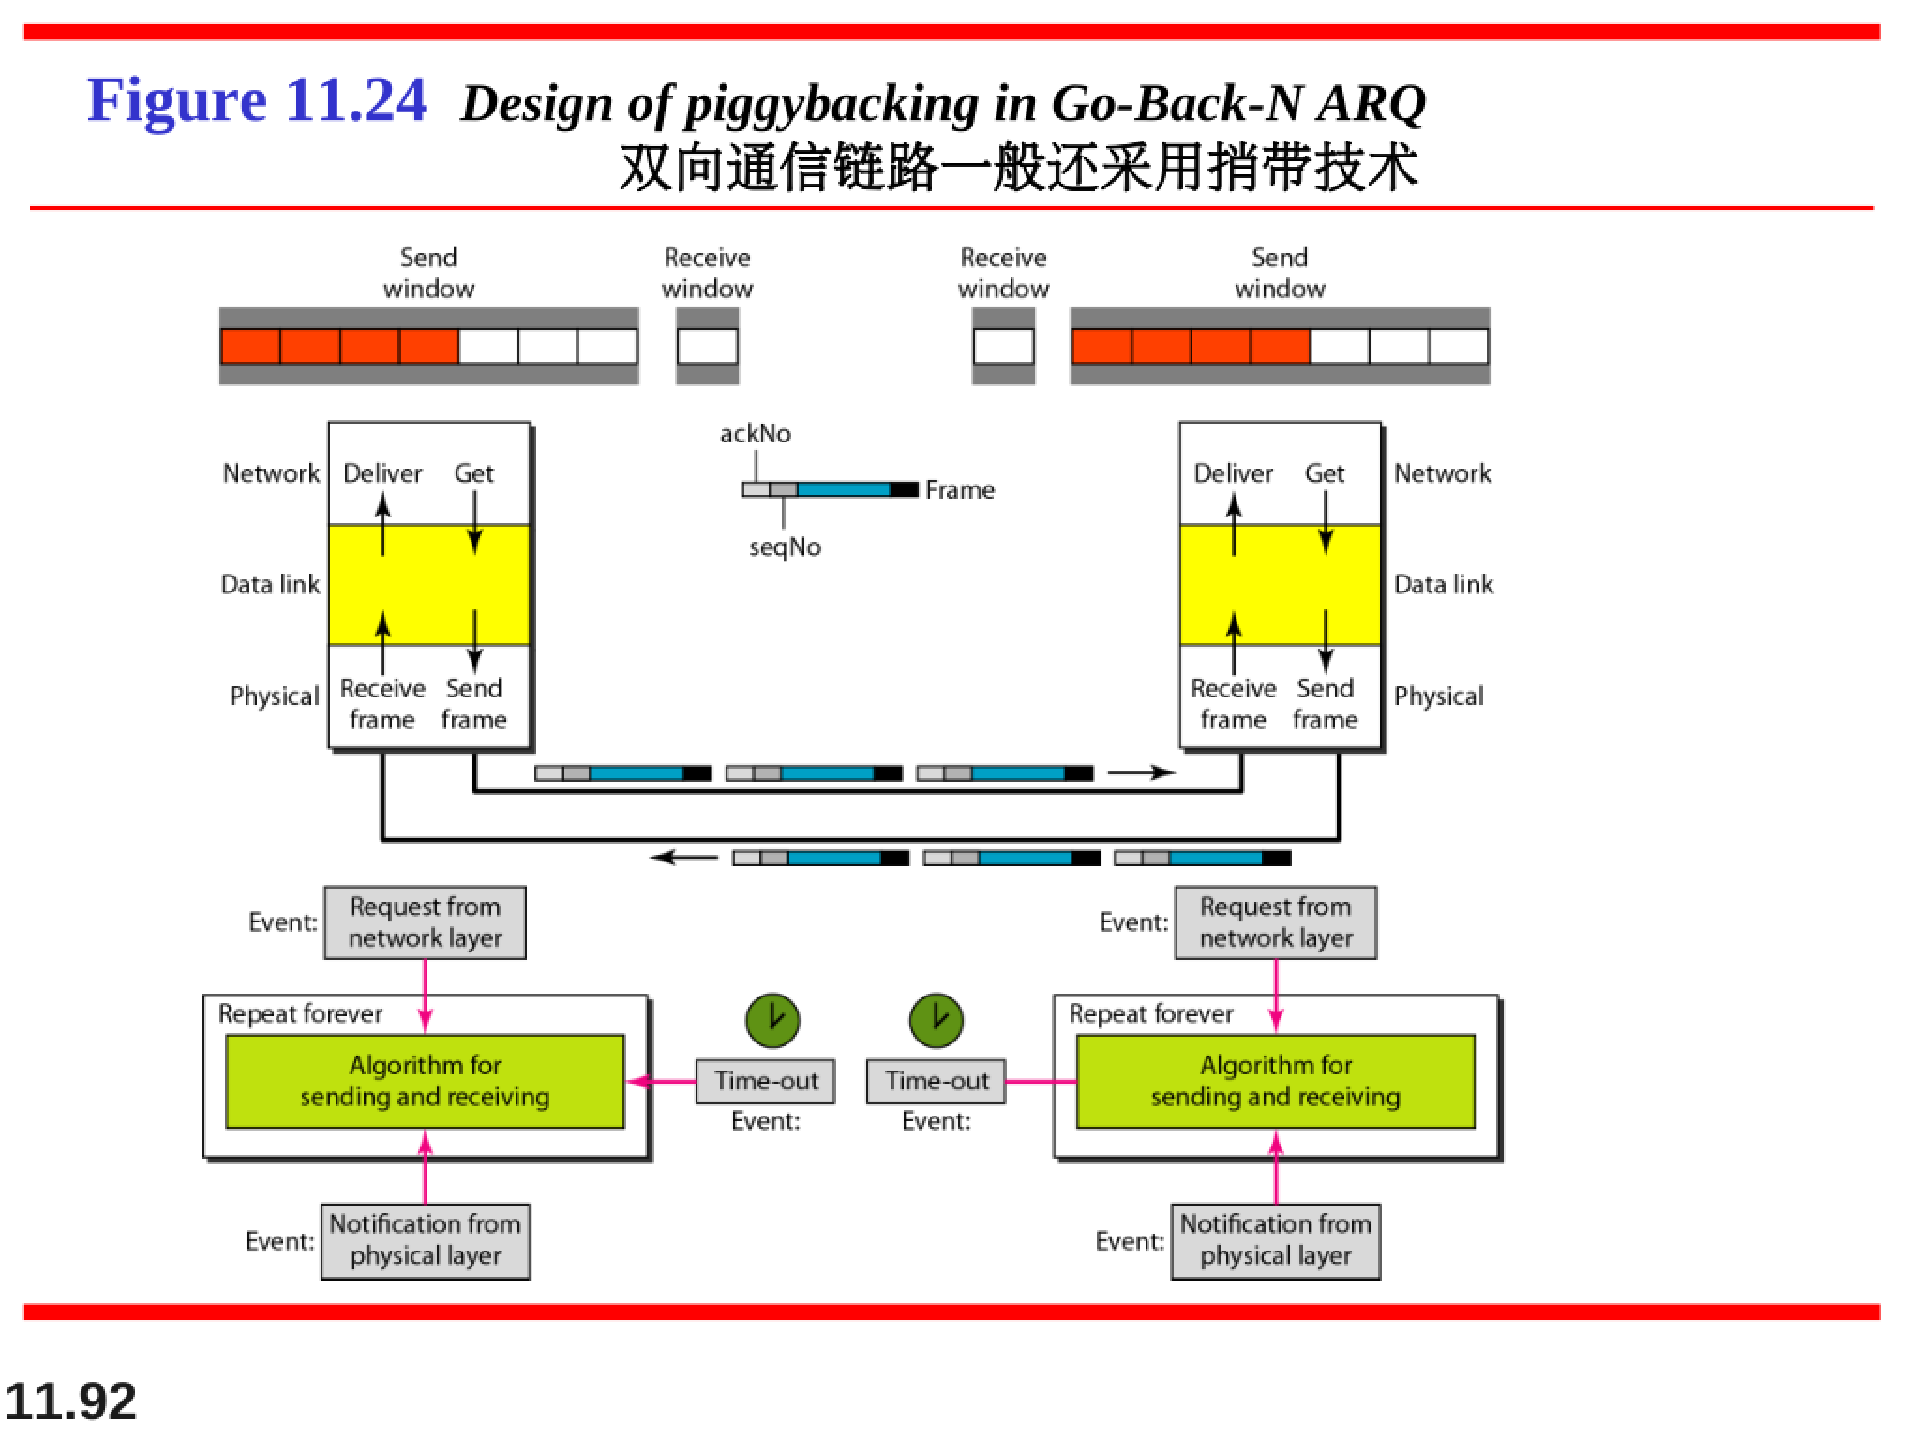 Figure 11.24 Design of piggybacking in Go-Back-N ARQ
双向通信链路一般还采用捎带技术
Send
window
Receive
window
Receive
window
Send
window
ackNo
Frame
seqNo
Network
Deliver Get
Data link
Physical
Receive
frame
Send
frame
Deliver Get
Network
Data link
Receive
frame
Send
frame
Physical
Event:
Request from
network layer
Repeat forever
Algorithm for
sending and receiving
Time-out
Event:
Event:
Notification from
physical layer
Event:
Request from
network layer
Repeat forever
Algorithm for
sending and receiving
Time-out
Event:
Event:
Notification from
physical layer
11.92